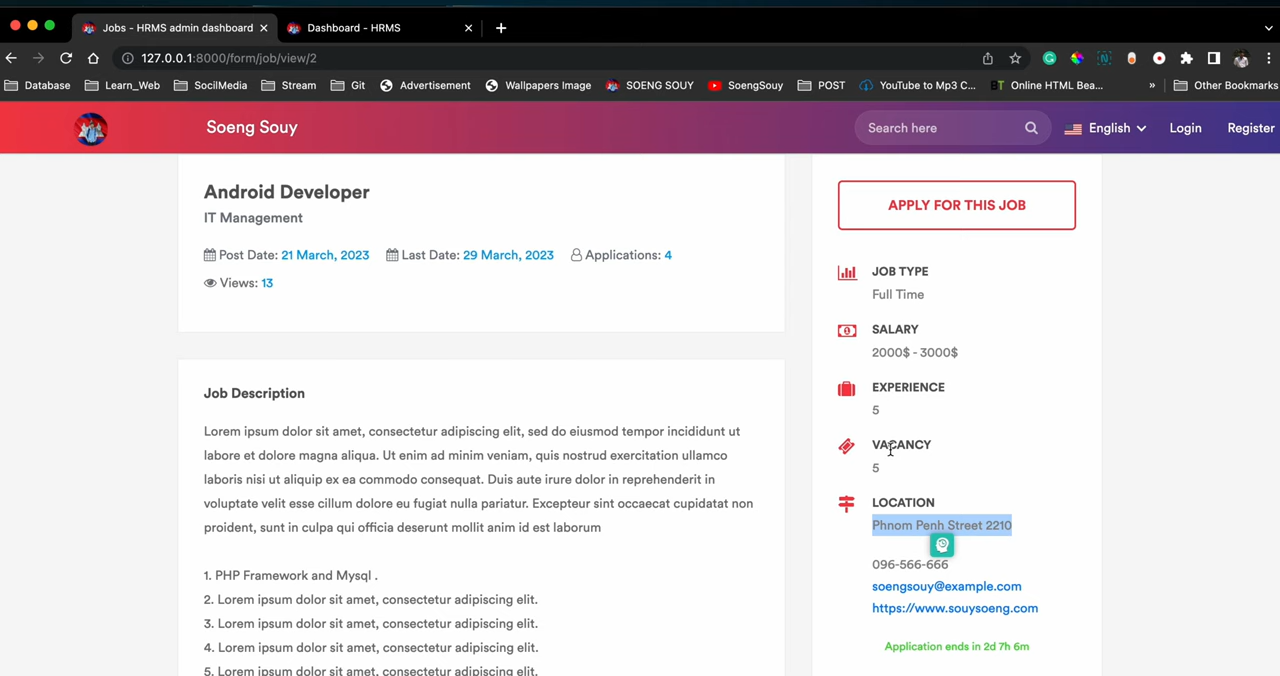 Jobs - HRMS admin dashboard
Dashboard - HRMS
127.0.0.1:8000/form/job/view/2
Database
Learn_Web
SocilMedia
Stream
Git
Advertisement
Wallpapers Image
SOENG SOUY
SoengSouy
POST
YouTube to Mp3 C...
BT
Online HTML Bea...
»
Other Bookmarks
Soeng Souy
Search here
English
Login
Register
Android Developer
IT Management
Post Date: 21 March, 2023
Last Date: 29 March, 2023
Applications: 4
Views: 13
Job Description
Lorem ipsum dolor sit amet, consectetur adipiscing elit, sed do eiusmod tempor incididunt ut
labore et dolore magna aliqua. Ut enim ad minim veniam, quis nostrud exercitation ullamco
laboris nisi ut aliquip ex ea commodo consequat. Duis aute irure dolor in reprehenderit in
voluptate velit esse cillum dolore eu fugiat nulla pariatur. Excepteur sint occaecat cupidatat non
proident, sunt in culpa qui officia deserunt mollit anim id est laborum
1. PHP Framework and Mysql .
2. Lorem ipsum dolor sit amet, consectetur adipiscing elit.
3. Lorem ipsum dolor sit amet, consectetur adipiscing elit.
4. Lorem ipsum dolor sit amet, consectetur adipiscing elit.
5. Lorem ipsum dolor sit amet, consectetur adipiscing elit.
APPLY FOR THIS JOB
JOB TYPE
Full Time
SALARY
2000$ - 3000$
EXPERIENCE
5
VACANCY
5
LOCATION
Phnom Penh Street 2210
096-566-666
soengsouy@example.com
https://www.souysoeng.com
Application ends in 2d 7h 6m